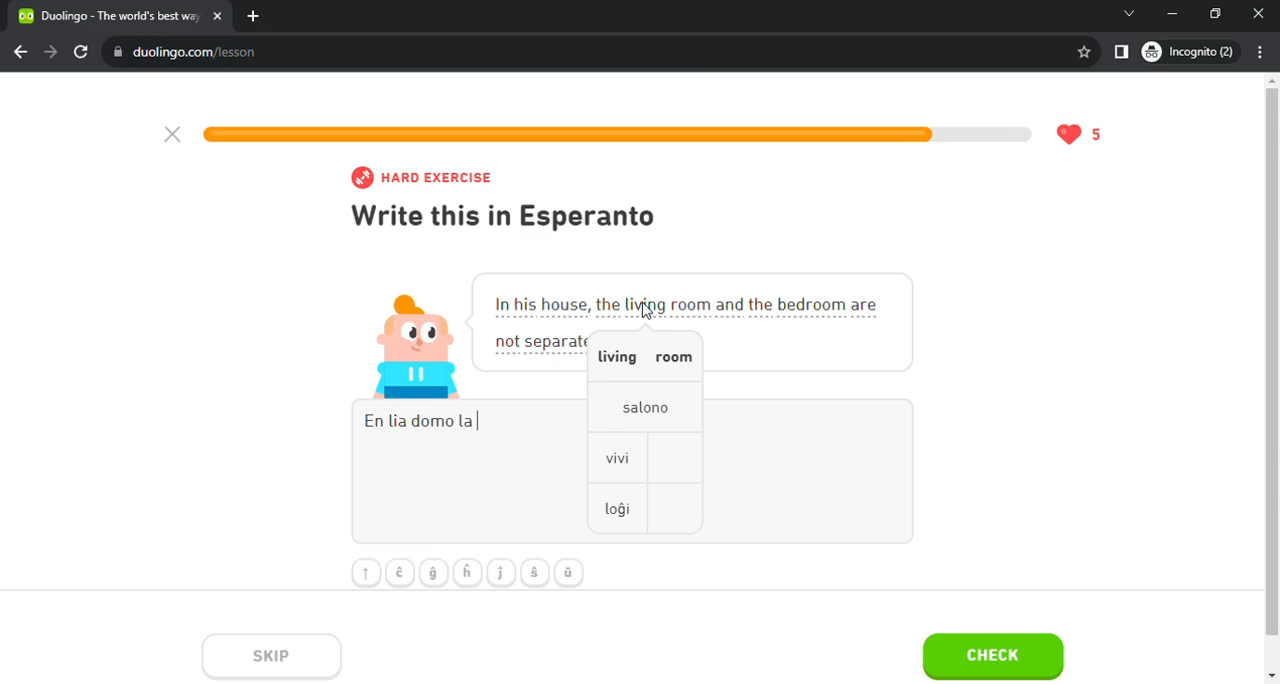 Duolingo - The world's best way
duolingo.com/lesson
Incognito (2)
5
HARD EXERCISE
Write this in Esperanto
In his house, the living room and the bedroom are
not separate
living room
salono
vivi
loĝi
En lia domo la
↑ ĉ ĝ ĥ ĵ ŝ ŭ
SKIP
CHECK